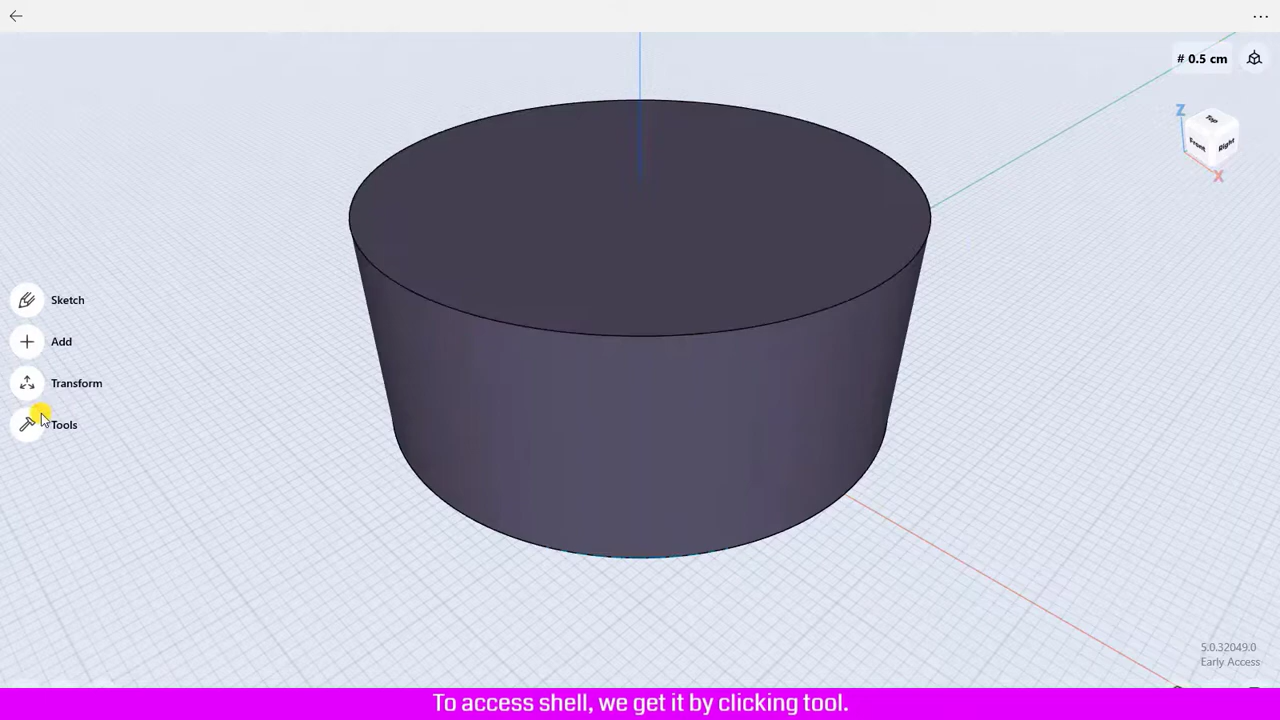 # 0.5 cm
Z
Top
Front
Right
X
Sketch
Add
Transform
Tools
5.0.32049.0
Early Access
To access shell, we get it by clicking tool.